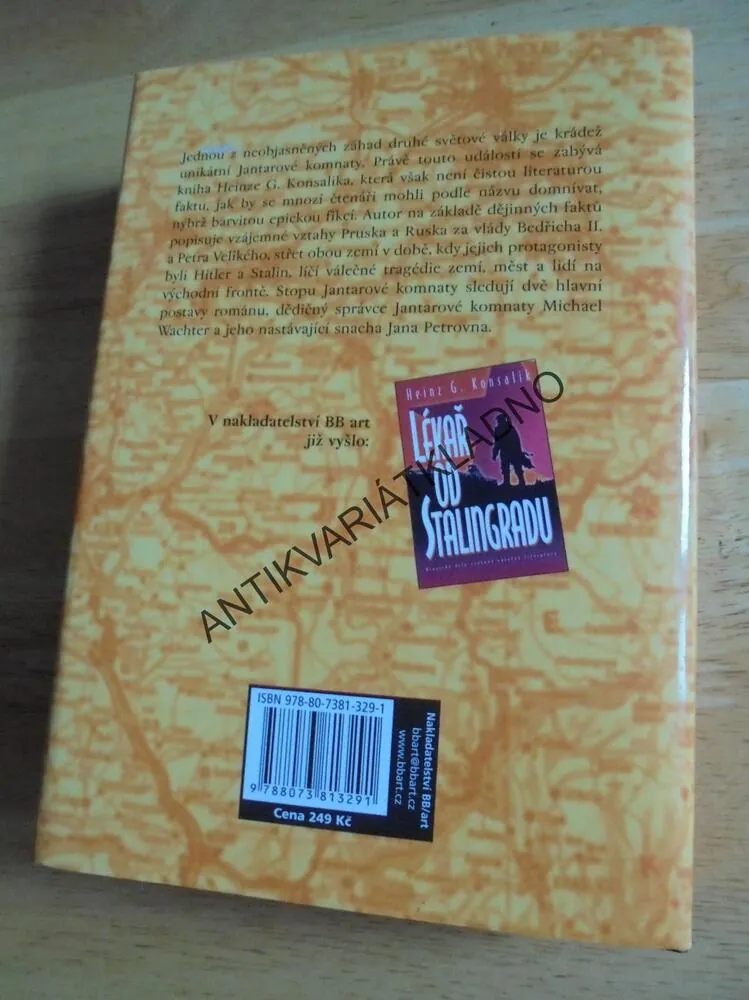 Jednou z neobjasněných záhad druhé světové války je krádež
unikátní Jantarové komnaty. Právě touto událostí se zabývá
kniha Heinze G. Konsalika, která však není čistou literaturou
faktu, jak by se mnozí čtenáři mohli podle názvu domnívat,
nýbrž barvitou epickou fikcí. Autor na základě dějinných faktů
popisuje vzájemné vztahy Pruska a Ruska za vlády Bedřicha II.
a Petra Velikého, střet obou zemí v době, kdy jejich protagonisty
byli Hitler a Stalin, líčí válečné tragédie zemí, měst a lidí na
východní frontě. Stopu Jantarové komnaty sledují dvě hlavní
postavy románu, dědičný správce Jantarové komnaty Michael
Wachter a jeho nastávající snacha Jana Petrovna.
V nakladatelství BB art
již vyšlo:
Heinz G. Konsalik
LÉKAŘ
OD
STALINGRADU
ANTIKVARIÁTKLADNO
ISBN 978-80-7381-329-1
9 788073 813291
Cena 249 Kč
Nakladatelství BB/art
bbart@bbart.cz
www.bbart.cz